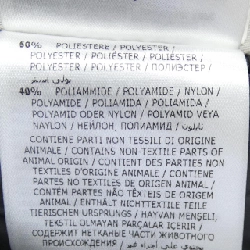 60% POLIESTERE / POLYESTER /
POLYESTER / POLIÉSTER /
POLYESTER / ПОЛИЭСТЕР /
بولي استر
40% POLIAMMIDE / POLYAMIDE / NYLON /
POLYAMIDE / POLIAMIDA / POLIAMIDA /
POLYAMID ODER NYLON / POLYAMID VEYA
NAYLON / НЕЙЛОН, ПОЛИАМИД / نايلون
CONTIENE PARTI NON TESSILI DI ORIGINE
ANIMALE / CONTAINS NON TEXTILE PARTS OF
ANIMAL ORIGIN / CONTIENT DES PARTIES NON
TEXTILES D'ORIGINE ANIMALE / CONTIENE
PARTES NO TEXTILES DE ORIGEN ANIMAL /
CONTÉM PARTES NÃO TÊXTEIS DE ORIGEM
ANIMAL / ENTHÄLT NICHTTEXTILE TEILE
TIERISCHEN URSPRUNGS / HAYVAN MENŞELİ
TEKSTİL OLMAYAN PARÇALAR İÇERİR /
СОДЕРЖИТ НЕТКАНЫЕ ЧАСТИ ЖИВОТНОГО
ПРОИСХОЖДЕНИЯ